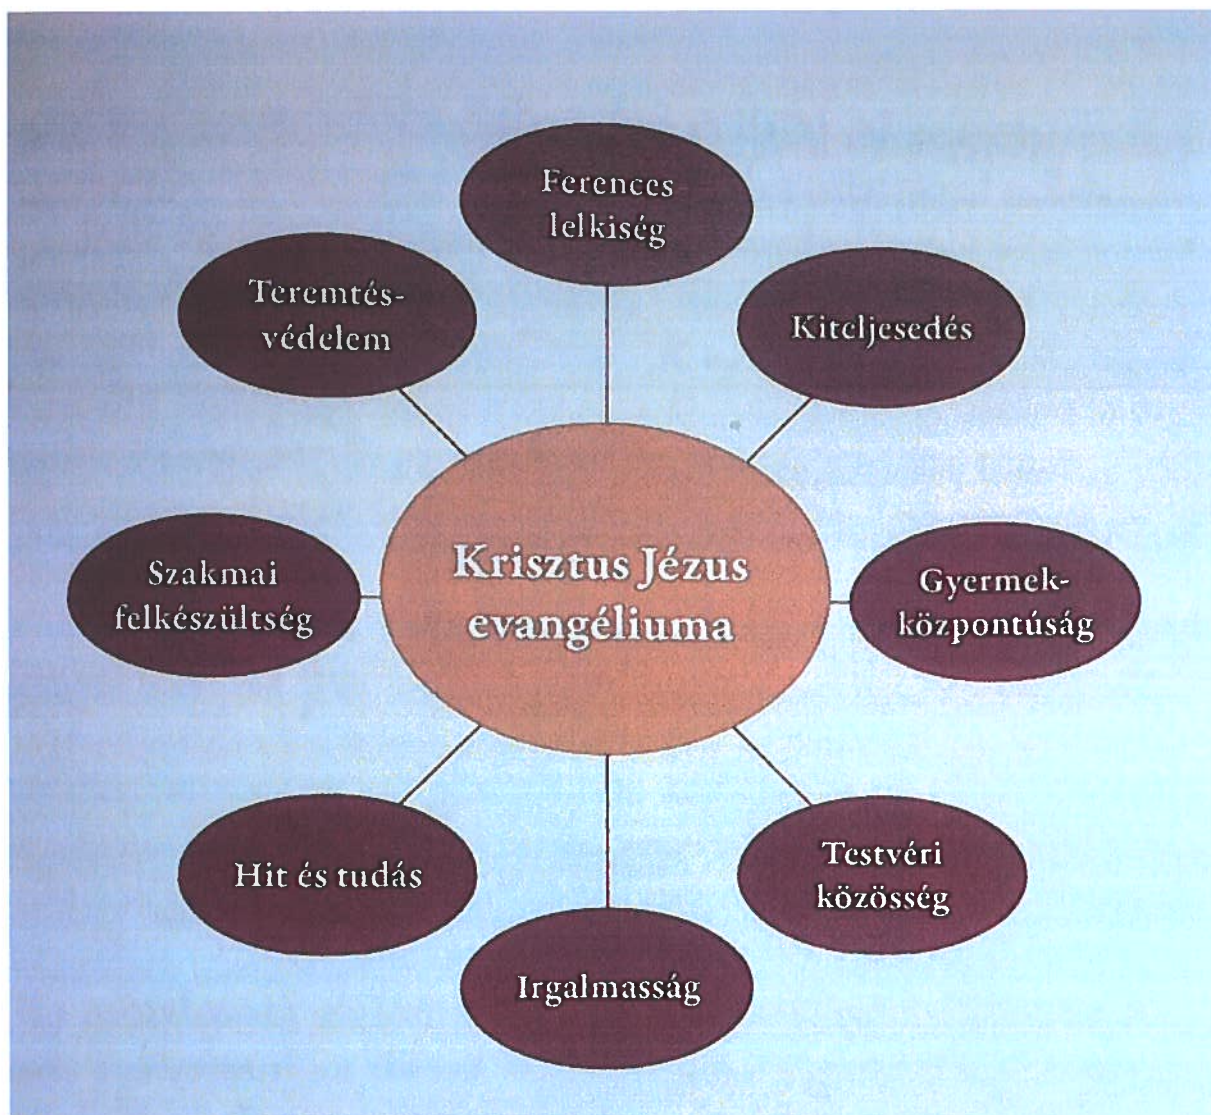 Ferences
lelkiség
Teremtés-
védelem
Kiteljesedés
Krisztus Jézus
evangéliuma
Szakmai
felkészültség
Gyermek-
központúság
Hit és tudás
Testvéri
közösség
Irgalmasság